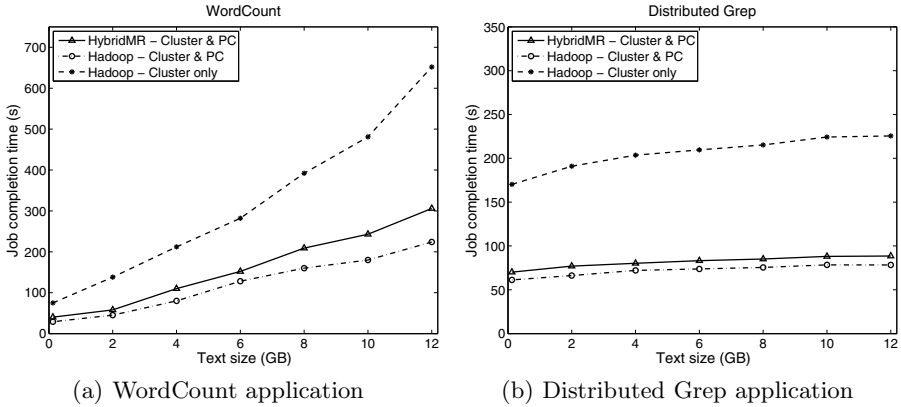 WordCount
Job completion time (s)
700
600
500
400
300
200
100
0
HybridMR – Cluster & PC
Hadoop – Cluster & PC
Hadoop – Cluster only
0 2 4 6 8 10 12
Text size (GB)
(a) WordCount application
Distributed Grep
Job completion time (s)
350
300
250
200
150
100
50
0
HybridMR – Cluster & PC
Hadoop – Cluster & PC
Hadoop – Cluster only
0 2 4 6 8 10 12
Text size (GB)
(b) Distributed Grep application